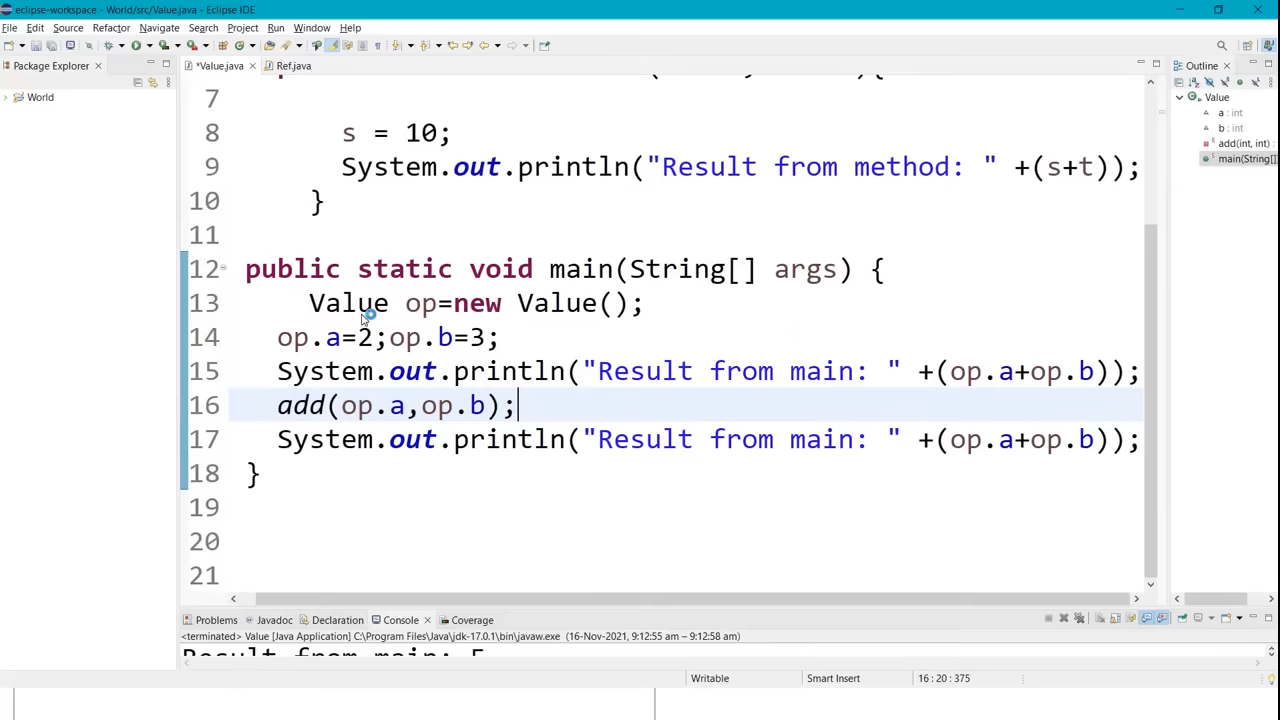 eclipse-workspace - World/src/Value.java - Eclipse IDE
File Edit Source Refactor Navigate Search Project Run Window Help
Package Explorer
*Value.java Ref.java
Outline
World
Value
a : int
b : int
add(int, int) :
main(String[]
7
8 s = 10;
9 System.out.println("Result from method: " +(s+t));
10 }
11
12 public static void main(String[] args) {
13 Value op=new Value();
14 op.a=2;op.b=3;
15 System.out.println("Result from main: " +(op.a+op.b));
16 add(op.a,op.b);
17 System.out.println("Result from main: " +(op.a+op.b));
18 }
19
20
21
Problems Javadoc Declaration Console Coverage
<terminated> Value [Java Application] C:\Program Files\Java\jdk-17.0.1\bin\javaw.exe (16-Nov-2021, 9:12:55 am – 9:12:58 am)
Result from main: 5
Writable Smart Insert 16 : 20 : 375